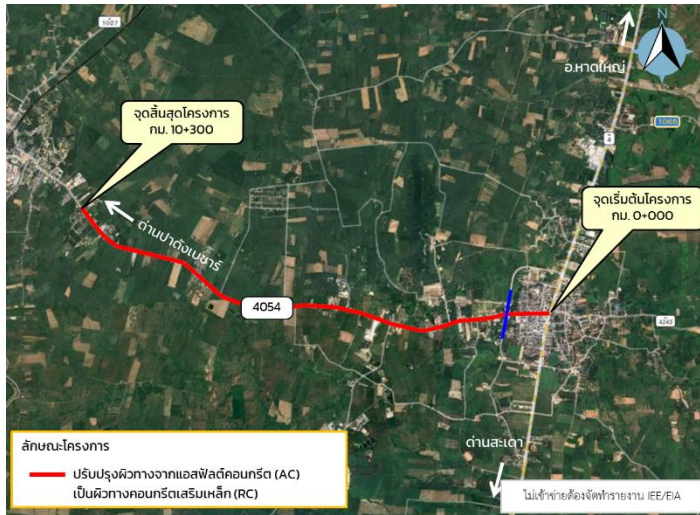 1027
N
อ.หาดใหญ่
4
1065
จุดสิ้นสุดโครงการ
กม. 10+300
ด่านปาดังเบซาร์
จุดเริ่มต้นโครงการ
กม. 0+000
4054
4243
ด่านสะเดา
ลักษณะโครงการ
ปรับปรุงผิวทางจากแอสฟัลต์คอนกรีต (AC)
เป็นผิวทางคอนกรีตเสริมเหล็ก (RC)
ไม่เข้าข่ายต้องจัดทำรายงาน IEE/EIA